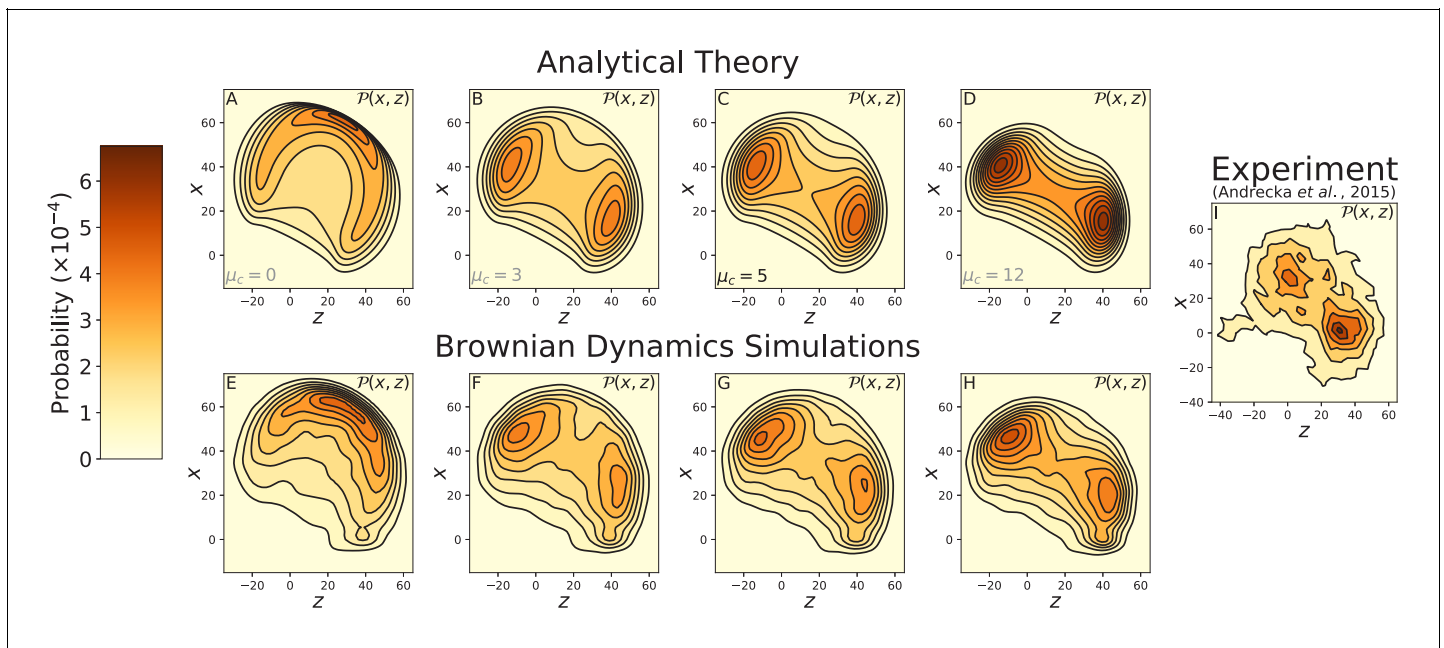 Analytical Theory
A
𝒫(x, z)
60
40
20
0
x
μc = 0
−20 0 20 40 60
z
B
𝒫(x, z)
60
40
20
0
x
μc = 3
−20 0 20 40 60
z
C
𝒫(x, z)
60
40
20
0
x
μc = 5
−20 0 20 40 60
z
D
𝒫(x, z)
60
40
20
0
x
μc = 12
−20 0 20 40 60
z
Probability (×10−4)
6
5
4
3
2
1
0
Brownian Dynamics Simulations
E
𝒫(x, z)
60
40
20
0
x
−20 0 20 40 60
z
F
𝒫(x, z)
60
40
20
0
x
−20 0 20 40 60
z
G
𝒫(x, z)
60
40
20
0
x
−20 0 20 40 60
z
H
𝒫(x, z)
60
40
20
0
x
−20 0 20 40 60
z
Experiment
(Andrecka et al., 2015)
I
𝒫(x, z)
60
40
20
0
−20
−40
x
−40 −20 0 20 40 60
z